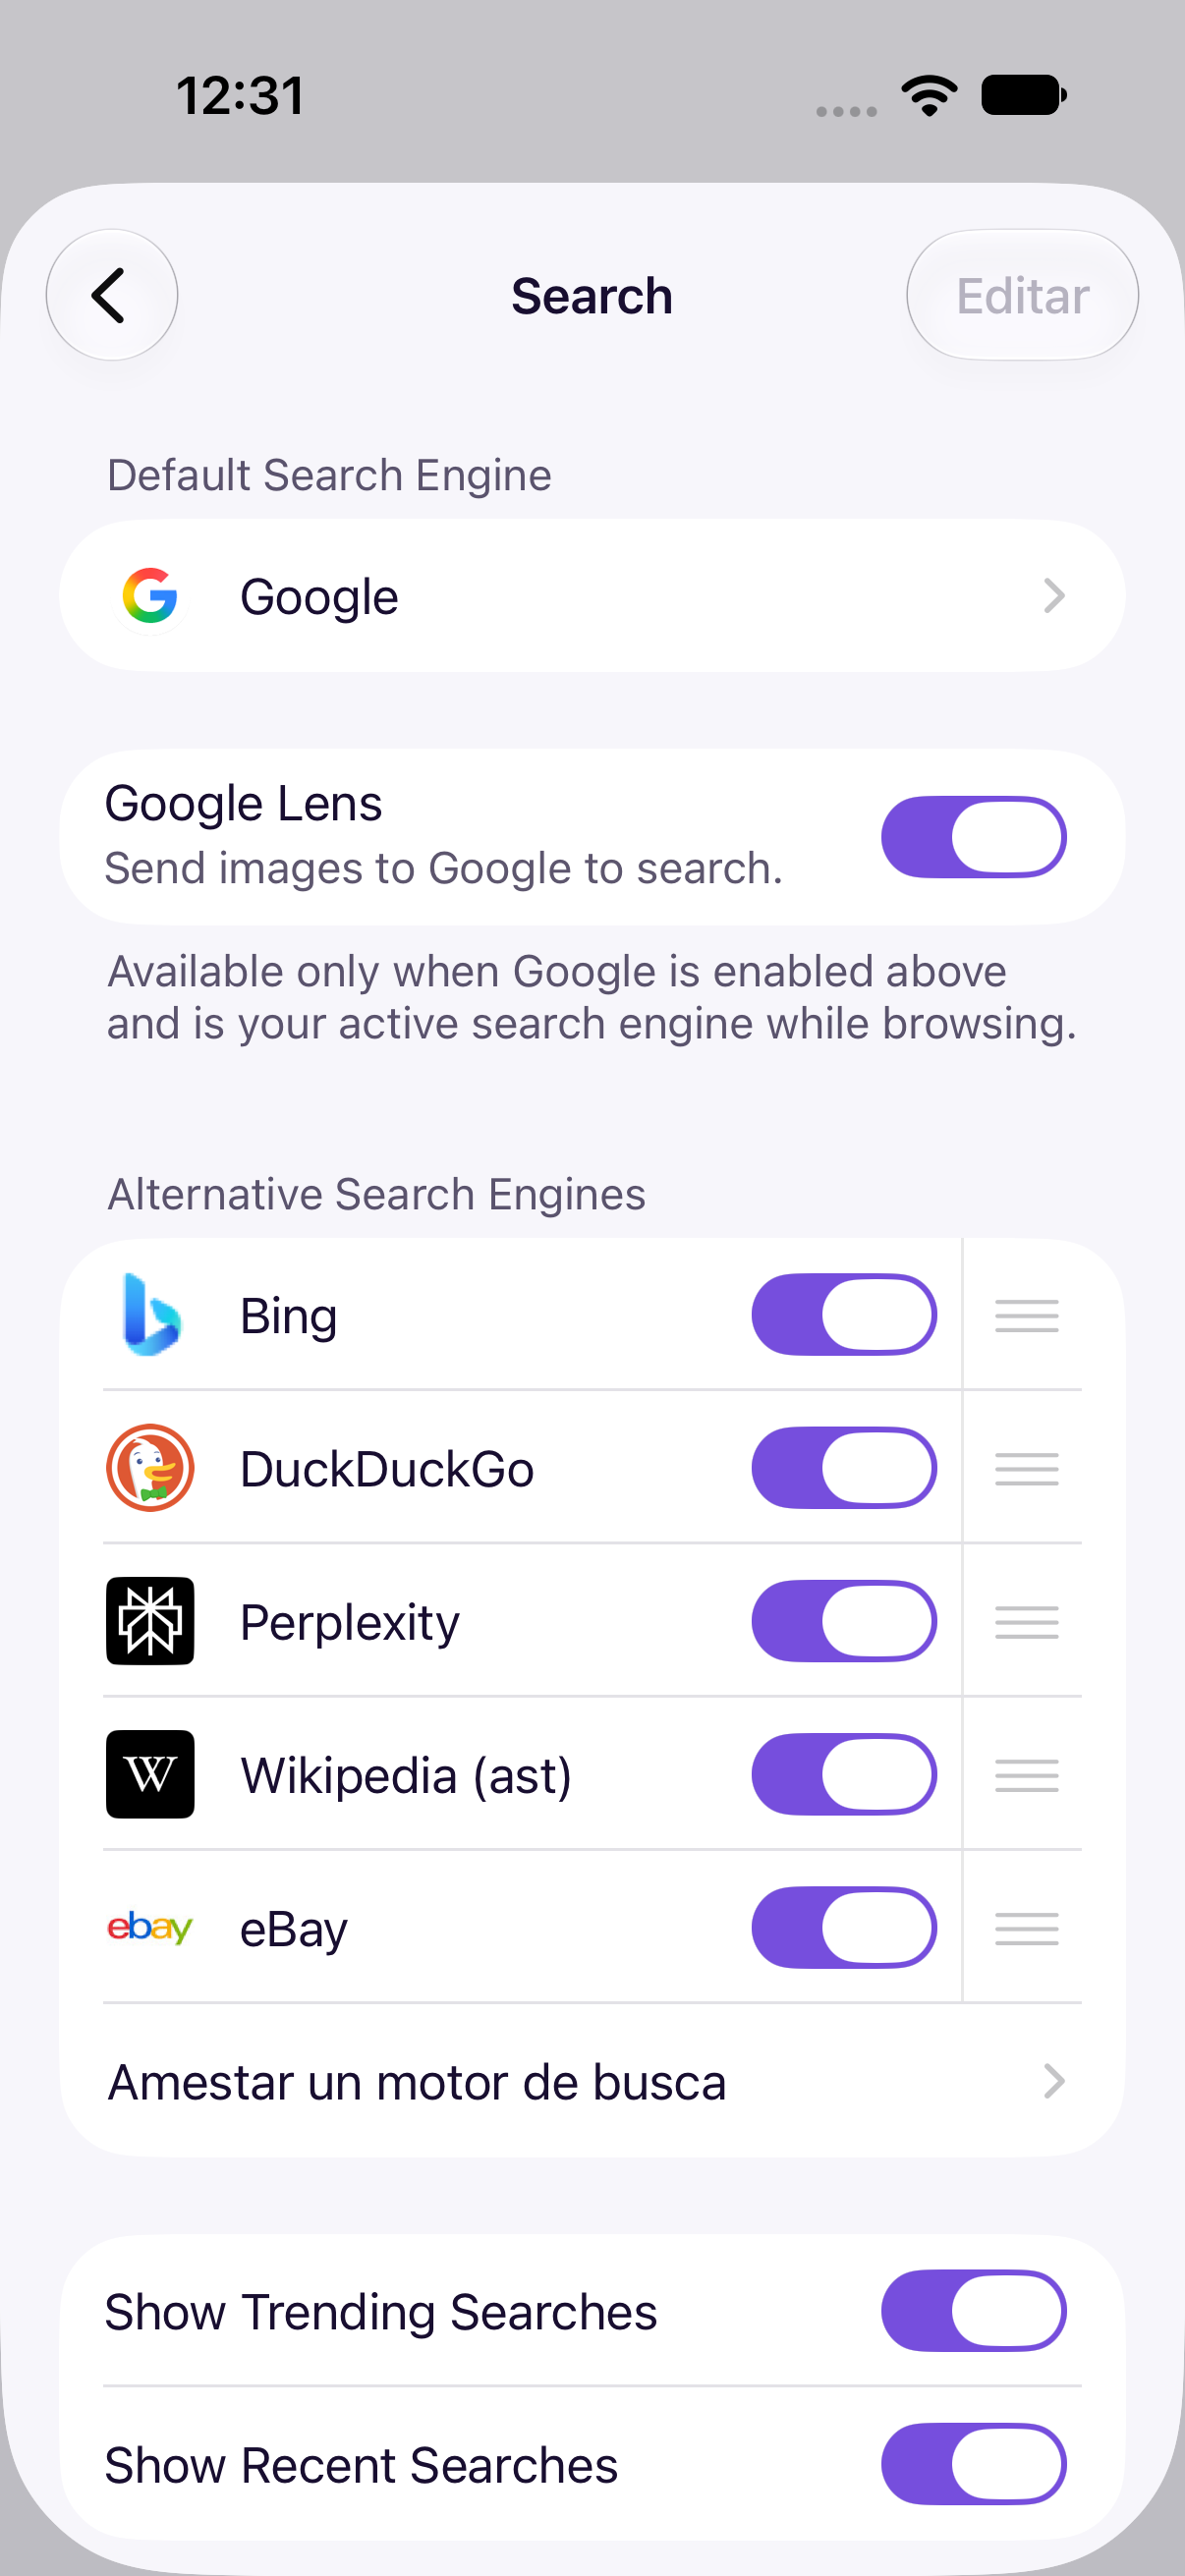 12:31
Search
Editar
Default Search Engine
Google
Google Lens
Send images to Google to search.
Available only when Google is enabled above
and is your active search engine while browsing.
Alternative Search Engines
Bing
DuckDuckGo
Perplexity
W
Wikipedia (ast)
ebay
eBay
Amestar un motor de busca
Show Trending Searches
Show Recent Searches